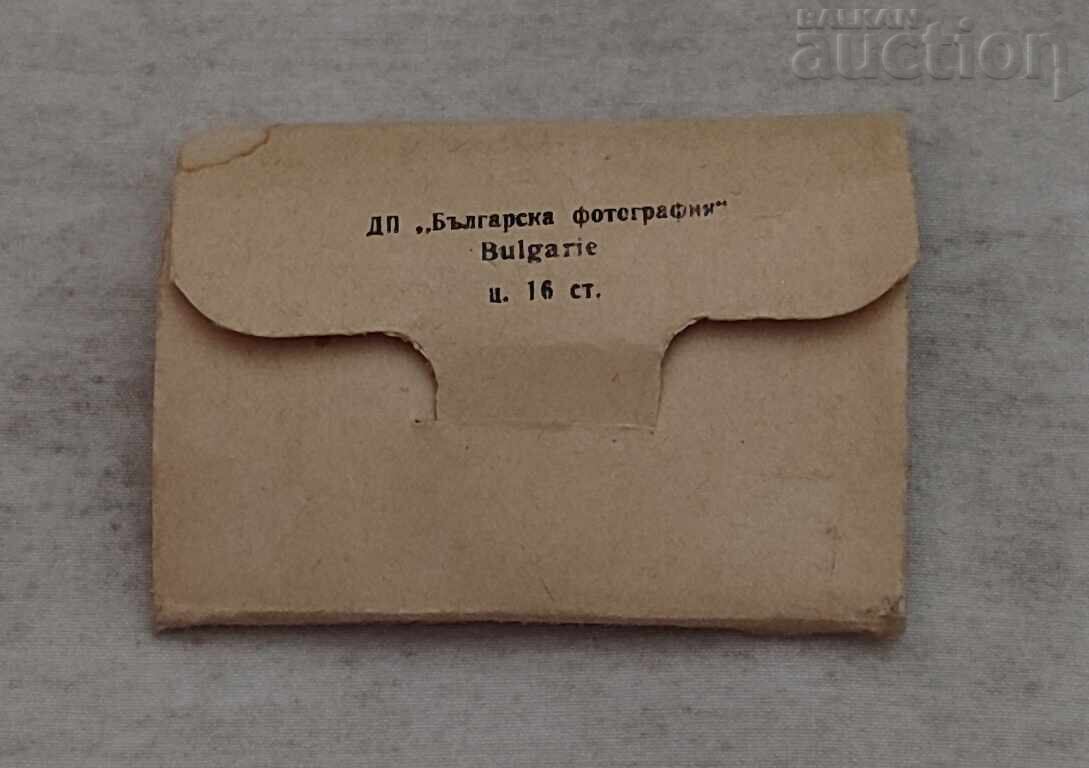 BALKAN
auction
ДП „Българска фотография“
Bulgarie
ц. 16 ст.